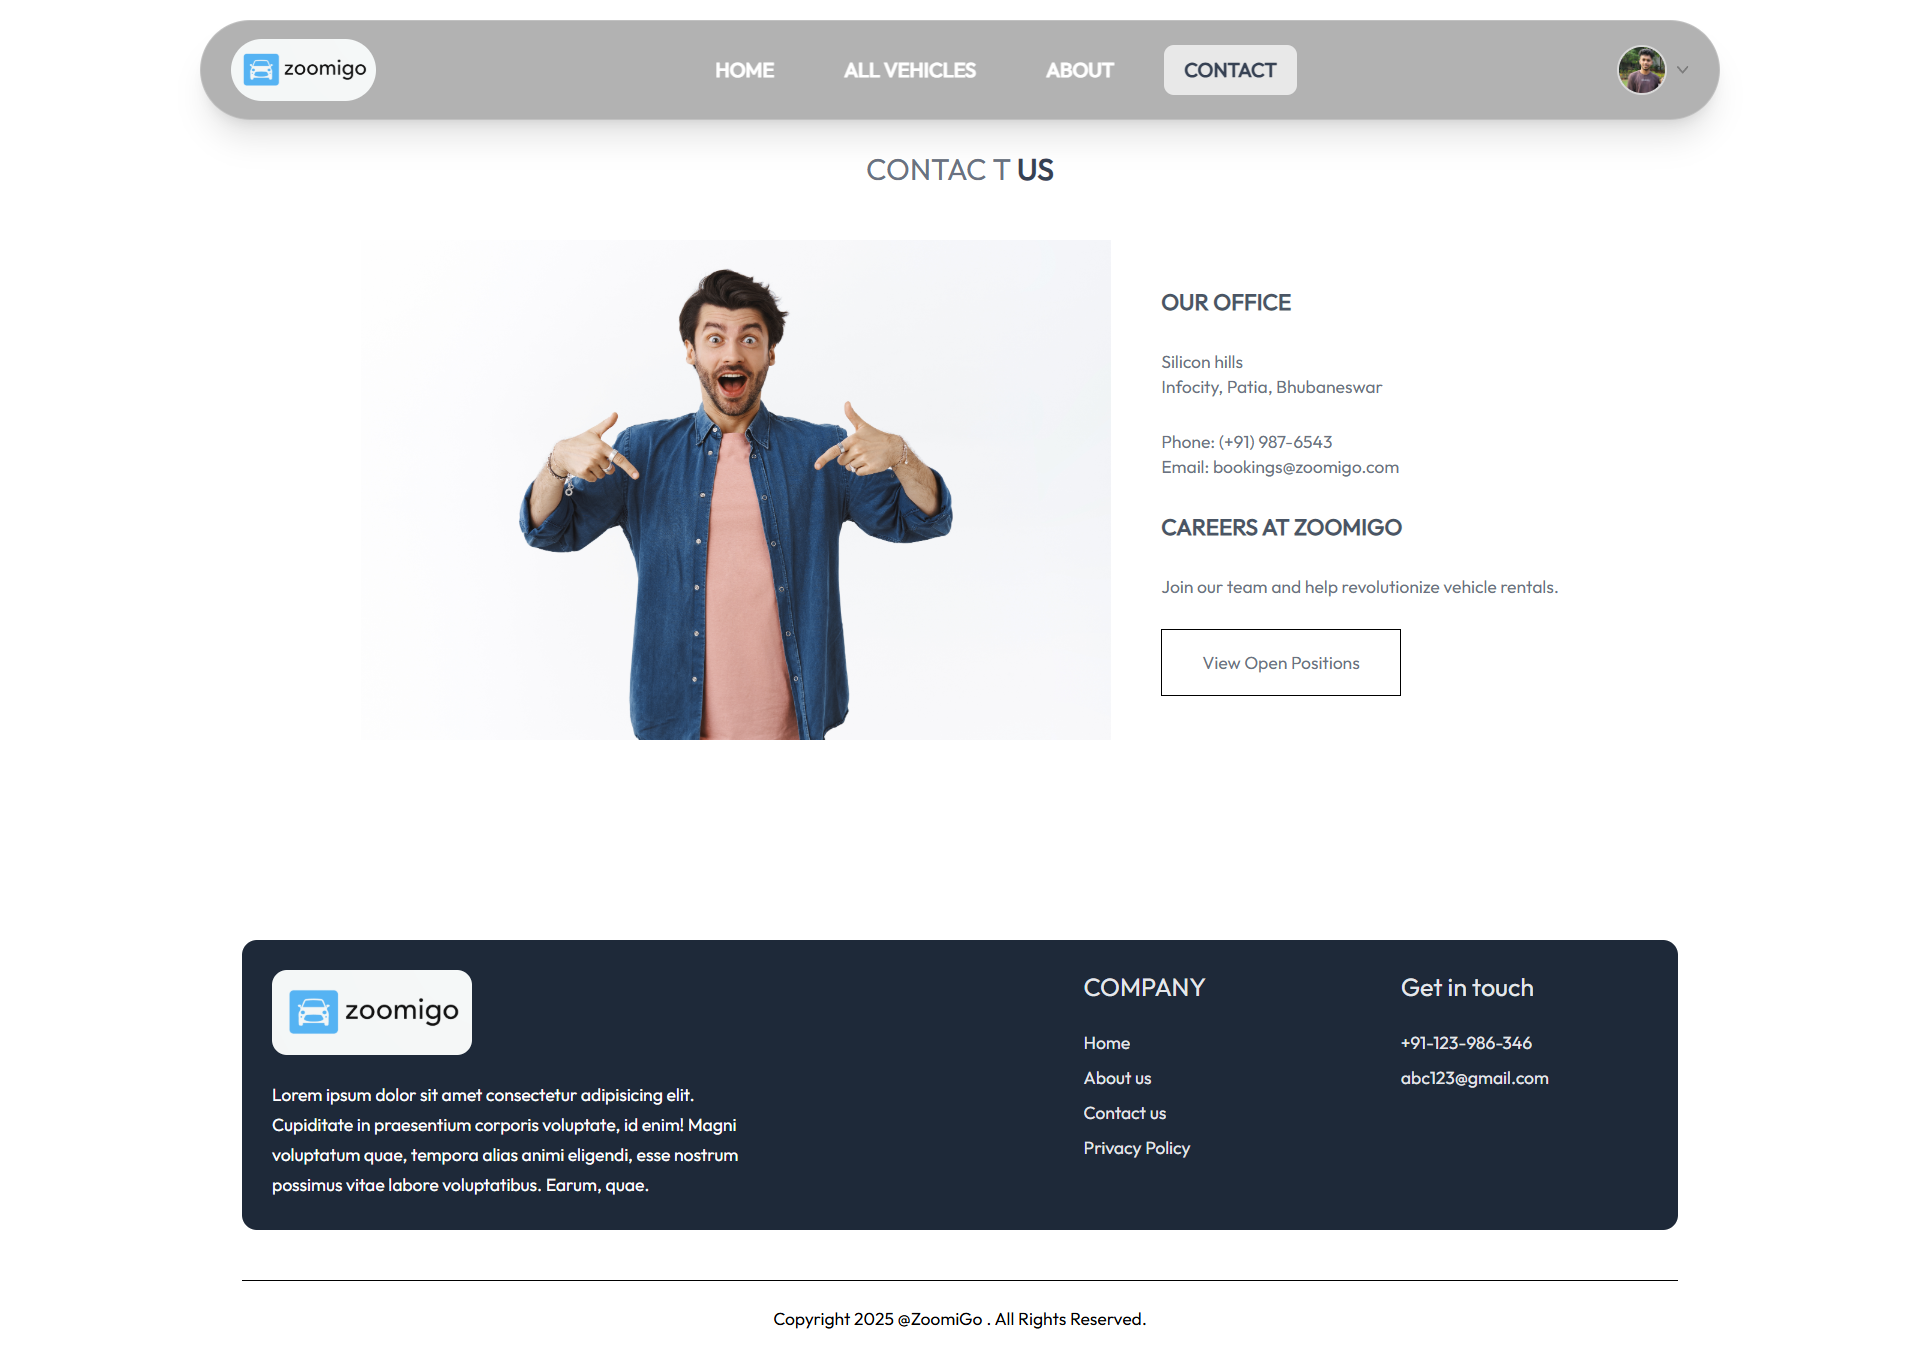 zoomigo
HOME
ALL VEHICLES
ABOUT
CONTACT
CONTAC T US
OUR OFFICE
Silicon hills
Infocity, Patia, Bhubaneswar
Phone: (+91) 987-6543
Email: bookings@zoomigo.com
CAREERS AT ZOOMIGO
Join our team and help revolutionize vehicle rentals.
View Open Positions
zoomigo
Lorem ipsum dolor sit amet consectetur adipisicing elit.
Cupiditate in praesentium corporis voluptate, id enim! Magni
voluptatum quae, tempora alias animi eligendi, esse nostrum
possimus vitae labore voluptatibus. Earum, quae.
COMPANY
Home
About us
Contact us
Privacy Policy
Get in touch
+91-123-986-346
abc123@gmail.com
Copyright 2025 @ZoomiGo . All Rights Reserved.